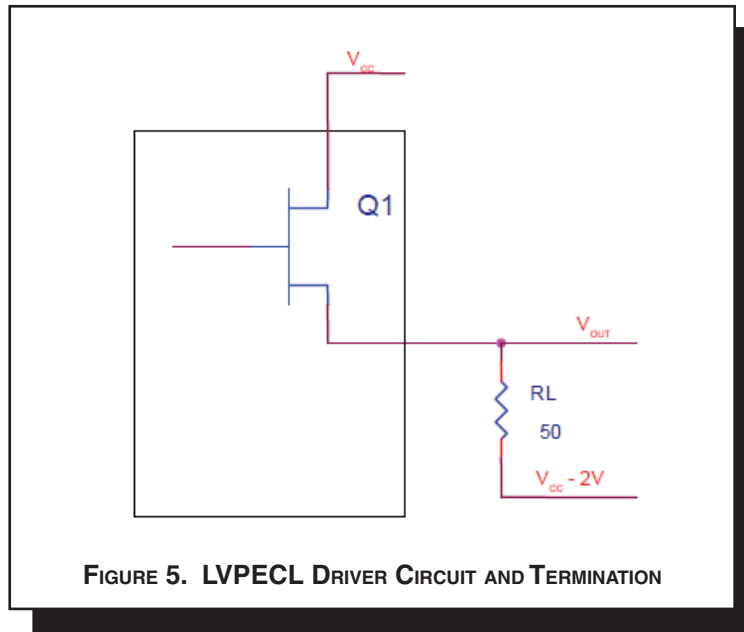 VCC
Q1
VOUT
RL
50
VCC - 2V
FIGURE 5. LVPECL DRIVER CIRCUIT AND TERMINATION